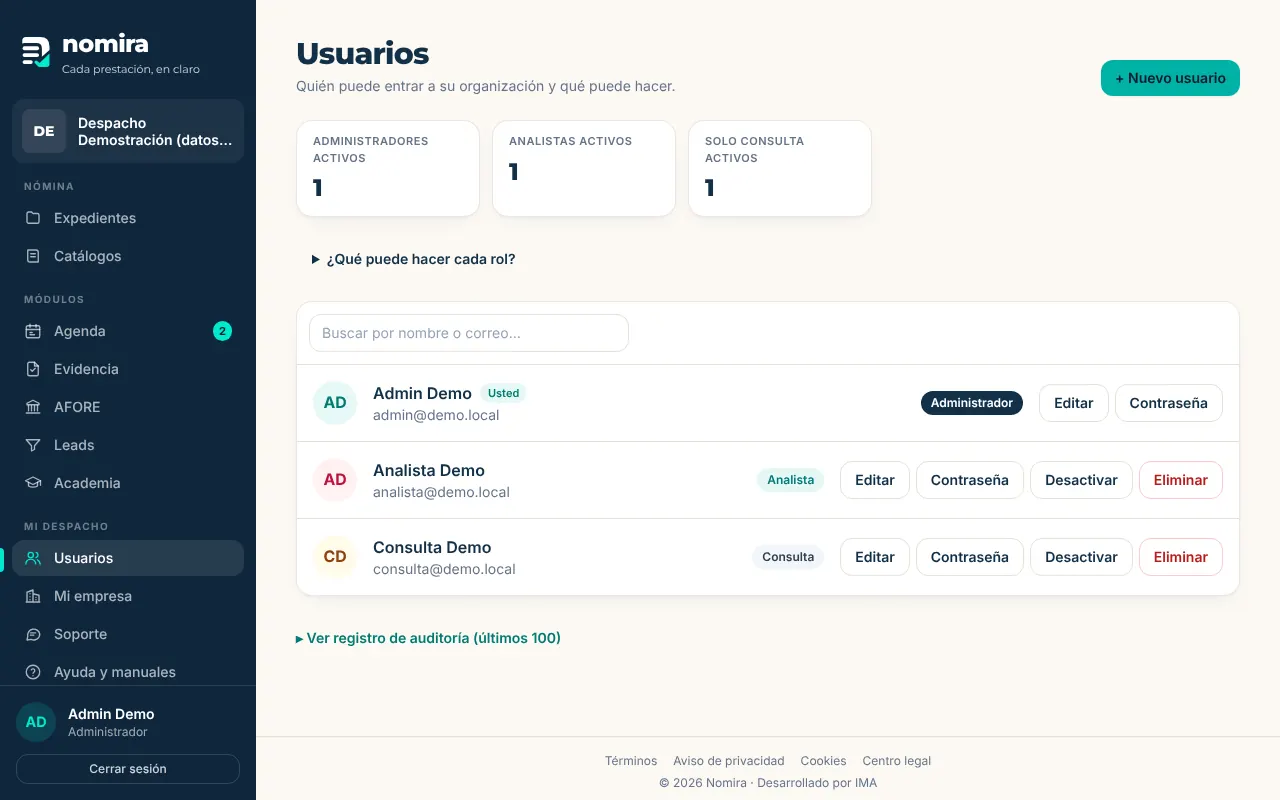 nomira
Cada prestación, en claro
DE
Despacho
Demostración (datos...
NÓMINA
Expedientes
Catálogos
MÓDULOS
Agenda
2
Evidencia
AFORE
Leads
Academia
MI DESPACHO
Usuarios
Mi empresa
Soporte
Ayuda y manuales
AD
Admin Demo
Administrador
Cerrar sesión
Usuarios
Quién puede entrar a su organización y qué puede hacer.
+ Nuevo usuario
ADMINISTRADORES
ACTIVOS
1
ANALISTAS ACTIVOS
1
SOLO CONSULTA
ACTIVOS
1
▶ ¿Qué puede hacer cada rol?
Buscar por nombre o correo...
AD
Admin Demo Usted
admin@demo.local
Administrador Editar Contraseña
AD
Analista Demo
analista@demo.local
Analista Editar Contraseña Desactivar Eliminar
CD
Consulta Demo
consulta@demo.local
Consulta Editar Contraseña Desactivar Eliminar
▸ Ver registro de auditoría (últimos 100)
Términos Aviso de privacidad Cookies Centro legal
© 2026 Nomira · Desarrollado por IMA